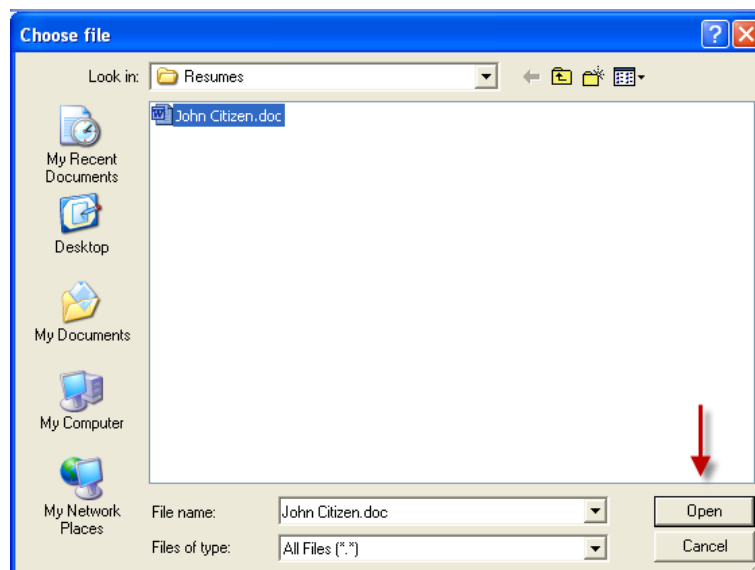 Choose file
Look in:
Resumes
John Citizen.doc
My Recent
Documents
Desktop
My Documents
My Computer
My Network
Places
File name:
John Citizen.doc
Open
Files of type:
All Files (*.*)
Cancel